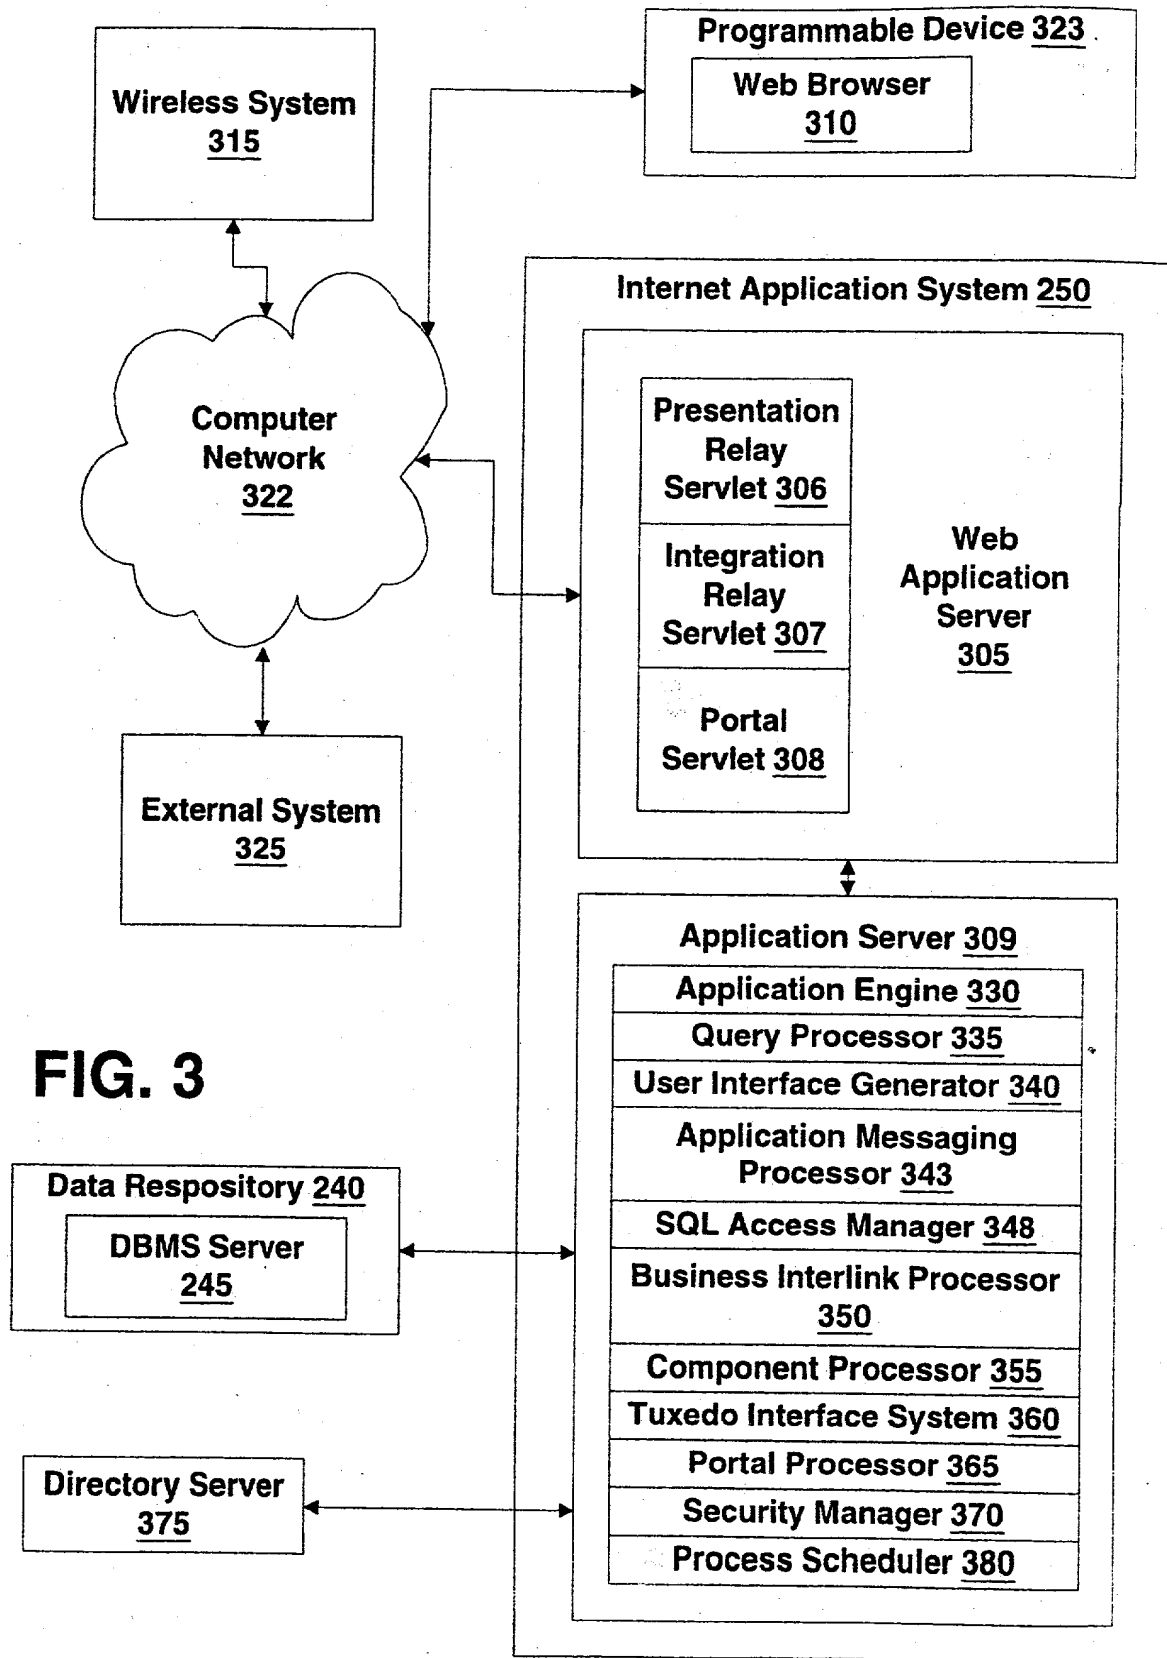 Programmable Device 323
Web Browser
310
Wireless System
315
Internet Application System 250
Presentation
Relay
Servlet 306
Integration
Relay
Servlet 307
Portal
Servlet 308
Web
Application
Server
305
Computer
Network
322
External System
325
Application Server 309
Application Engine 330
Query Processor 335
User Interface Generator 340
Application Messaging
Processor 343
SQL Access Manager 348
Business Interlink Processor
350
Component Processor 355
Tuxedo Interface System 360
Portal Processor 365
Security Manager 370
Process Scheduler 380
FIG. 3
Data Respository 240
DBMS Server
245
Directory Server
375